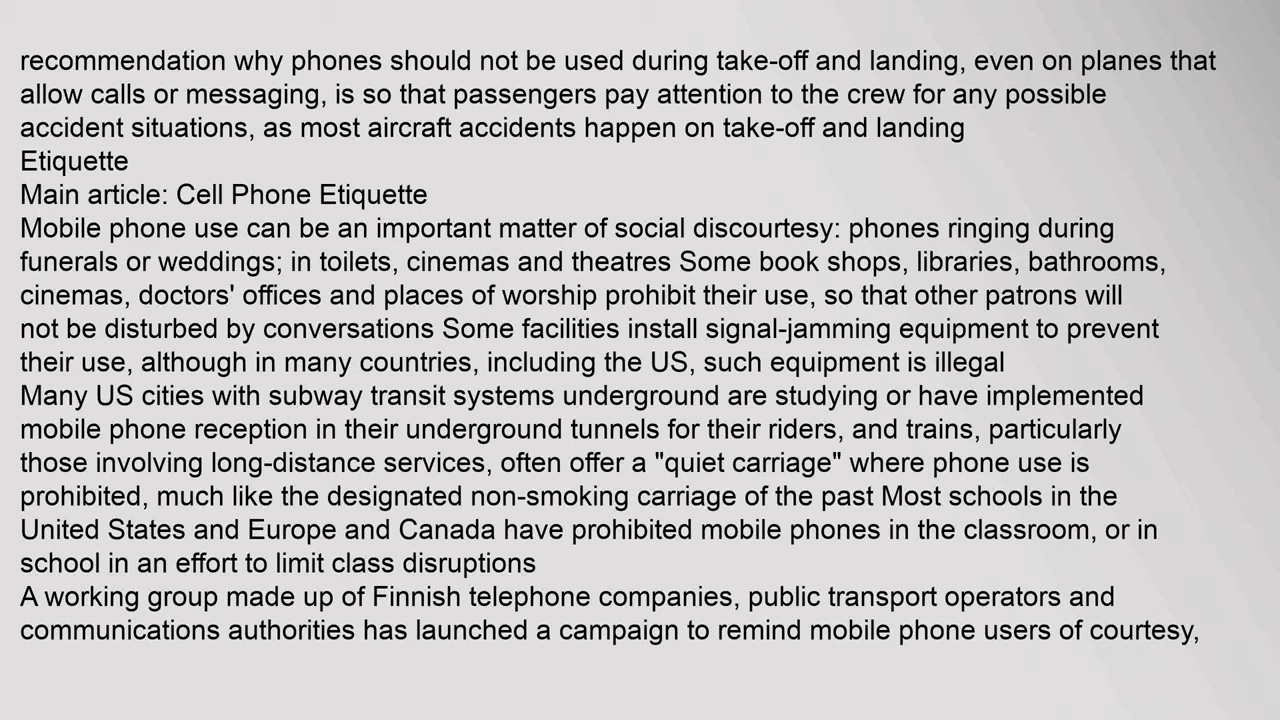 recommendation why phones should not be used during take-off and landing, even on planes that
allow calls or messaging, is so that passengers pay attention to the crew for any possible
accident situations, as most aircraft accidents happen on take-off and landing
Etiquette
Main article: Cell Phone Etiquette
Mobile phone use can be an important matter of social discourtesy: phones ringing during
funerals or weddings; in toilets, cinemas and theatres Some book shops, libraries, bathrooms,
cinemas, doctors' offices and places of worship prohibit their use, so that other patrons will
not be disturbed by conversations Some facilities install signal-jamming equipment to prevent
their use, although in many countries, including the US, such equipment is illegal
Many US cities with subway transit systems underground are studying or have implemented
mobile phone reception in their underground tunnels for their riders, and trains, particularly
those involving long-distance services, often offer a "quiet carriage" where phone use is
prohibited, much like the designated non-smoking carriage of the past Most schools in the
United States and Europe and Canada have prohibited mobile phones in the classroom, or in
school in an effort to limit class disruptions
A working group made up of Finnish telephone companies, public transport operators and
communications authorities has launched a campaign to remind mobile phone users of courtesy,